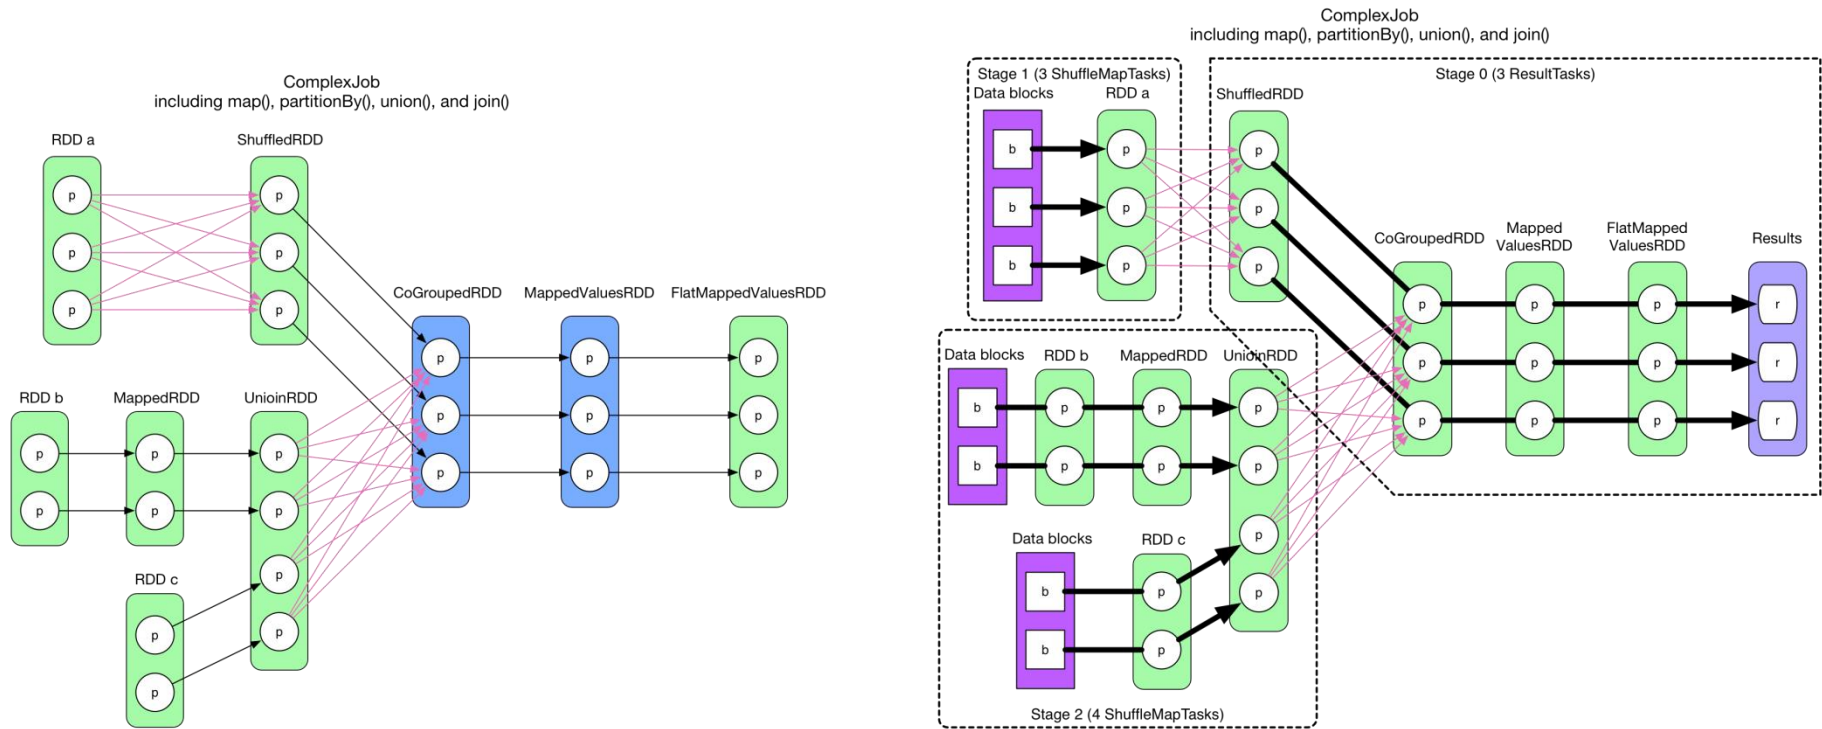 ComplexJob
including map(), partitionBy(), union(), and join()
RDD a
ShuffledRDD
p
p
p
p
p
p
CoGroupedRDD
MappedValuesRDD
FlatMappedValuesRDD
p
p
p
p
p
p
p
p
p
RDD b
MappedRDD
UnioinRDD
p
p
p
p
p
p
p
p
RDD c
p
p
ComplexJob
including map(), partitionBy(), union(), and join()
Stage 1 (3 ShuffleMapTasks)
Data blocks
RDD a
b
p
b
p
b
p
Stage 0 (3 ResultTasks)
ShuffledRDD
p
p
p
CoGroupedRDD
Mapped
ValuesRDD
FlatMapped
ValuesRDD
Results
p
p
p
r
p
p
p
r
p
p
p
r
Data blocks
RDD b
MappedRDD
UnioinRDD
b
p
p
p
b
p
p
p
Data blocks
RDD c
p
b
p
p
b
p
Stage 2 (4 ShuffleMapTasks)